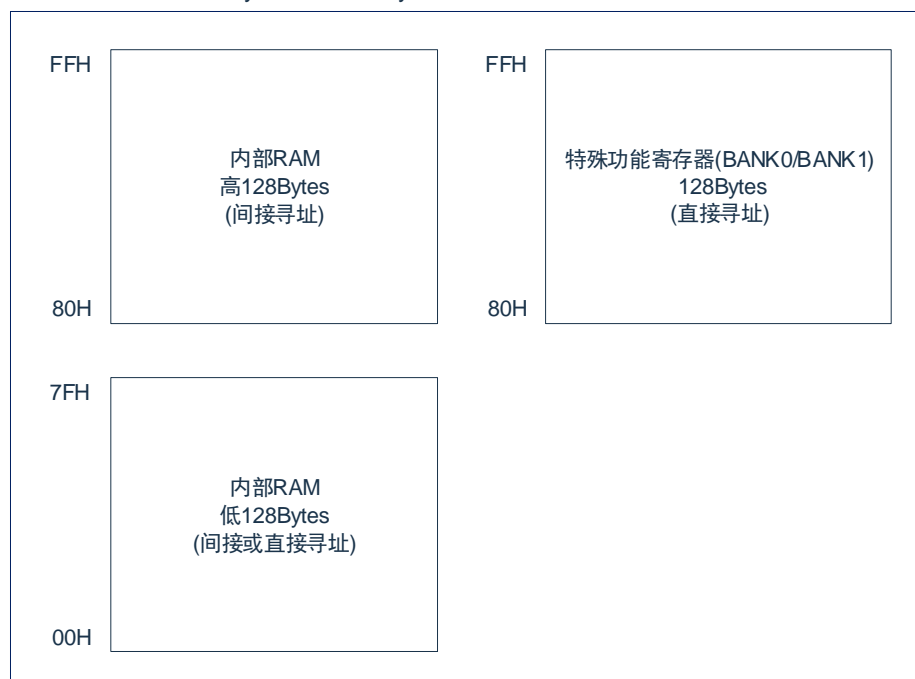 FFH
内部RAM
高128Bytes
(间接寻址)
80H
FFH
特殊功能寄存器(BANK0/BANK1)
128Bytes
(直接寻址)
80H
7FH
内部RAM
低128Bytes
(间接或直接寻址)
00H